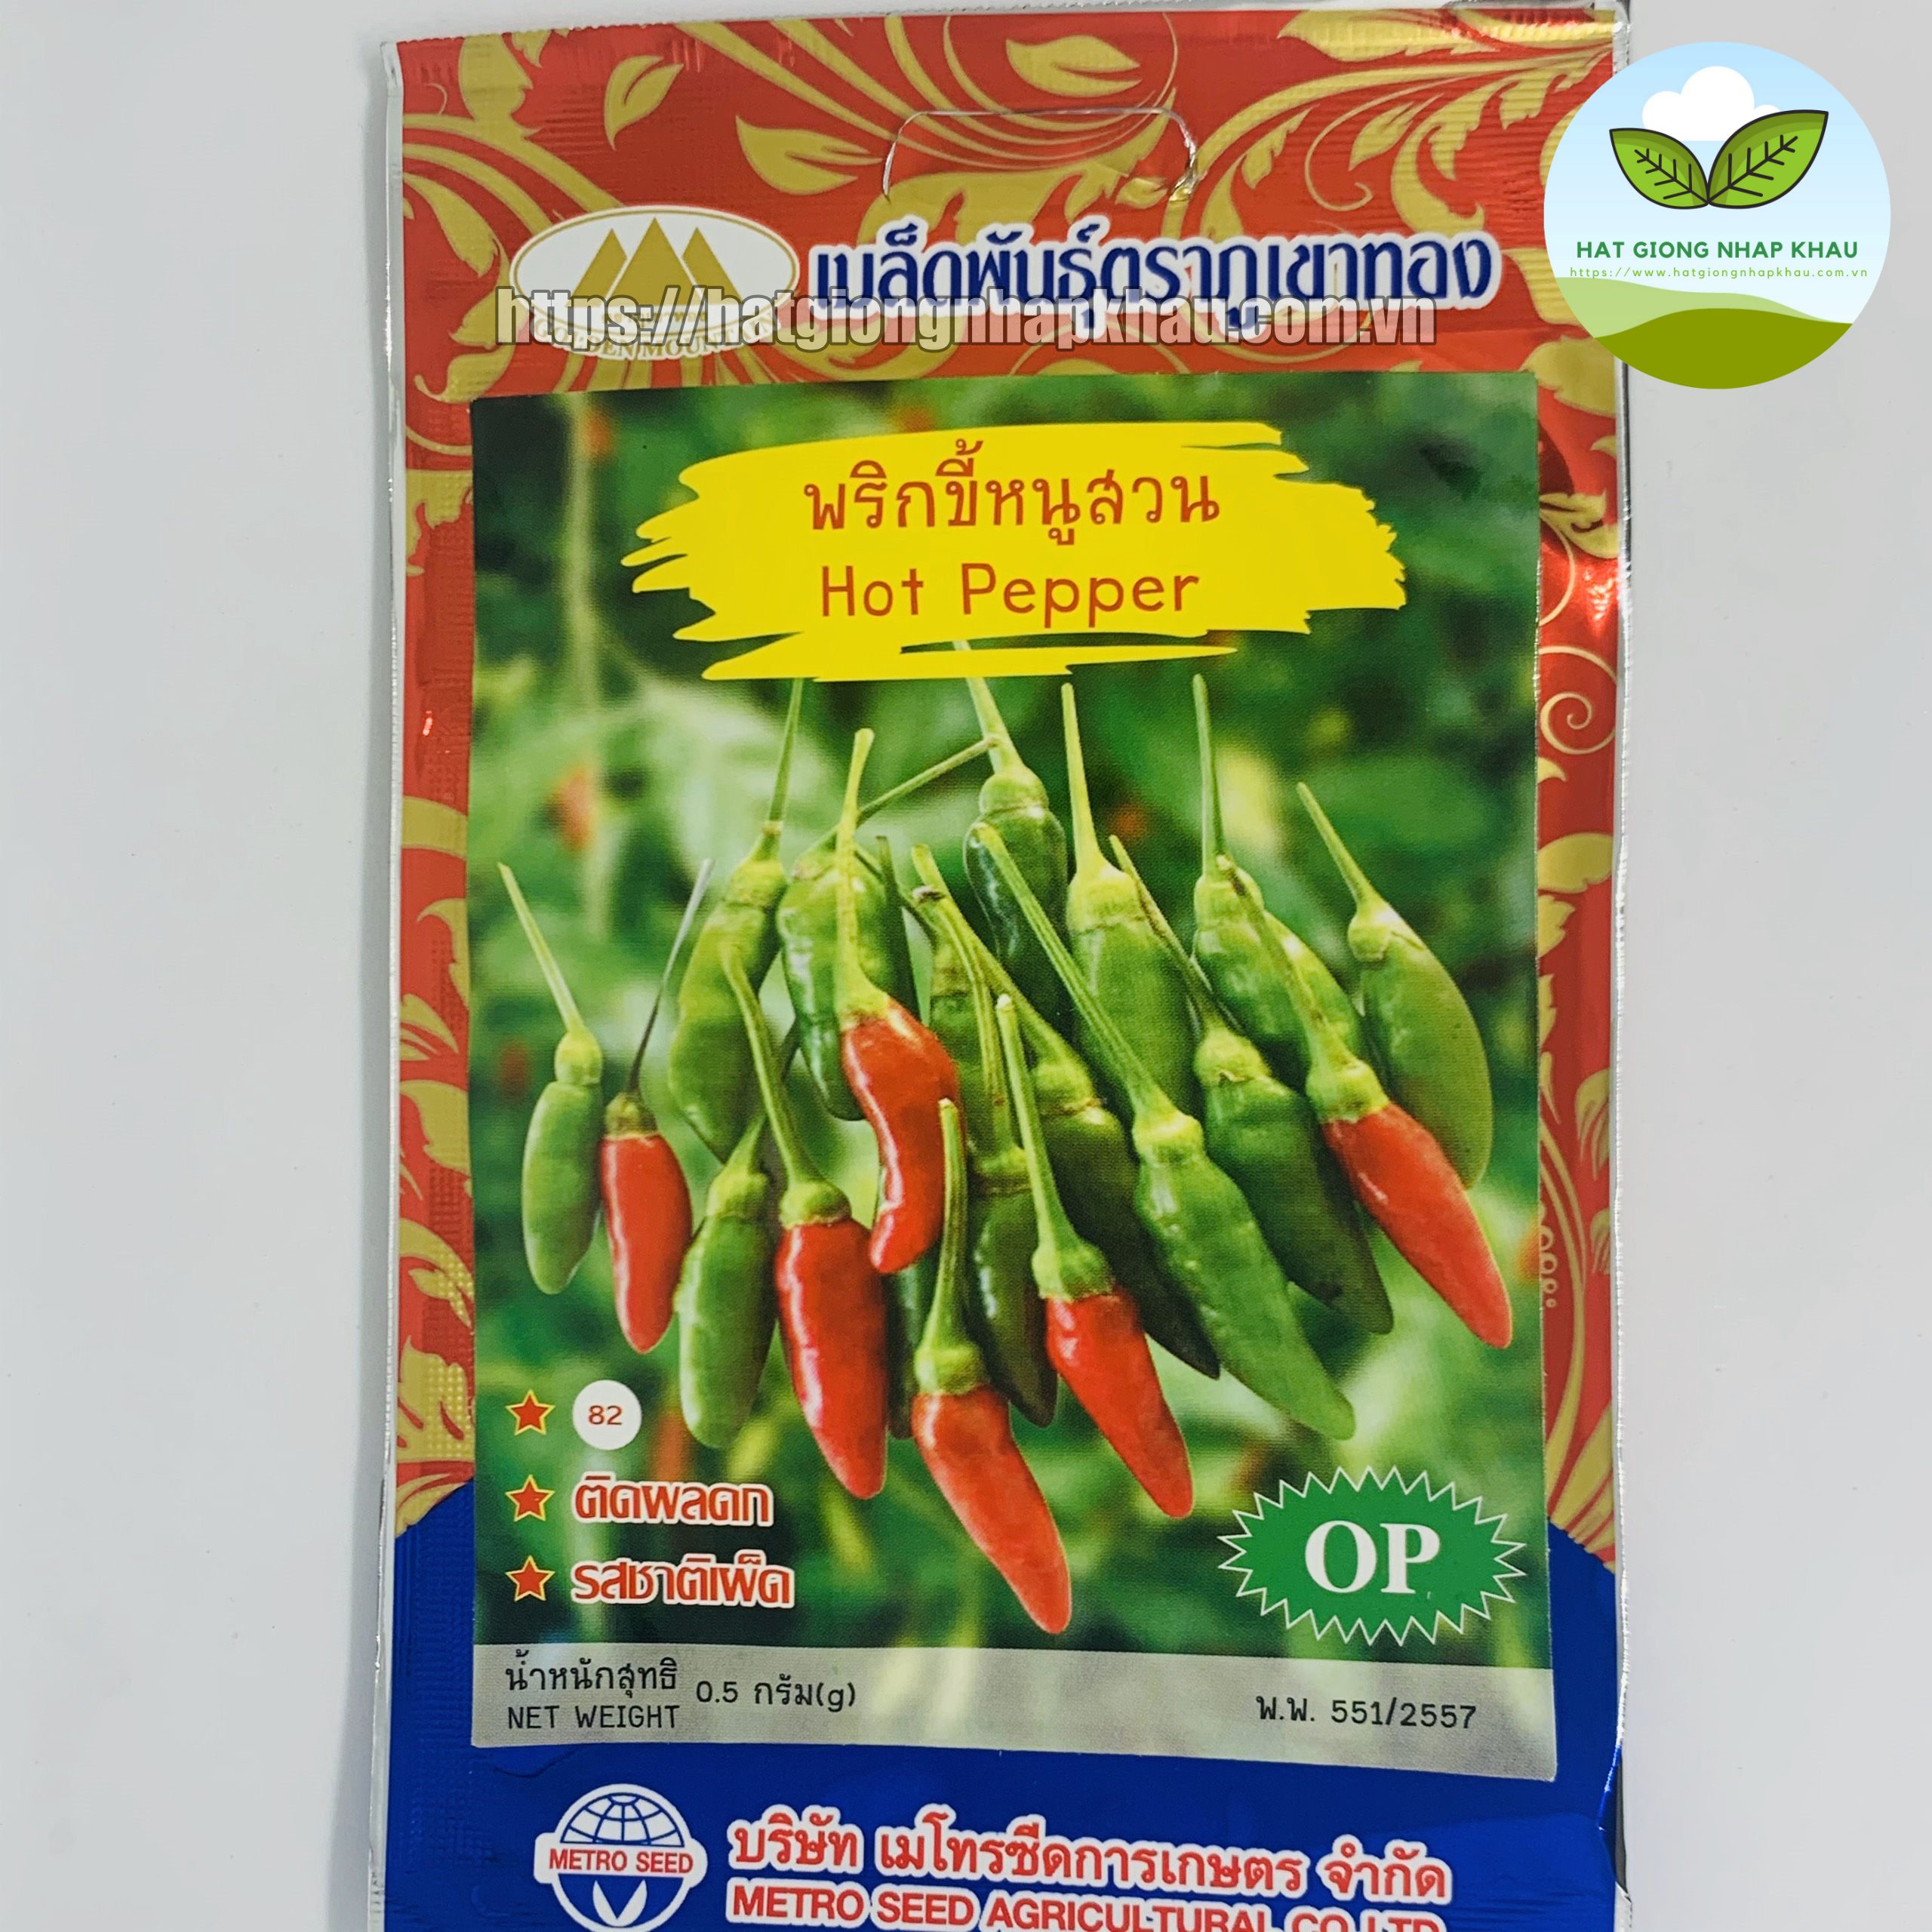 HAT GIONG NHAP KHAU
https://www.hatgiongnhapkhau.com.vn
เมล็ดพันธุ์ตราภูเขาทอง
https://hatgiongnhapkhau.com.vn
GOLDEN MOUNTAIN
พริกขี้หนูสวน
Hot Pepper
82
ติดผลดก
รสชาติเผ็ด
OP
น้ำหนักสุทธิ 0.5 กรัม(g)
NET WEIGHT
พ.พ. 551/2557
METRO SEED
บริษัท เมโทรซีดการเกษตร จำกัด
METRO SEED AGRICULTURAL CO.,LTD.